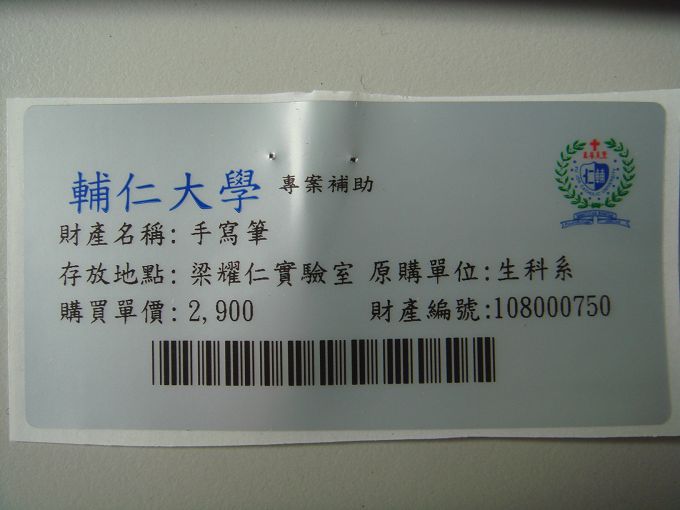 輔仁大學 專案補助
財產名稱: 手寫筆
存放地點: 梁耀仁實驗室 原購單位:生科系
購買單價: 2,900 財產編號:108000750